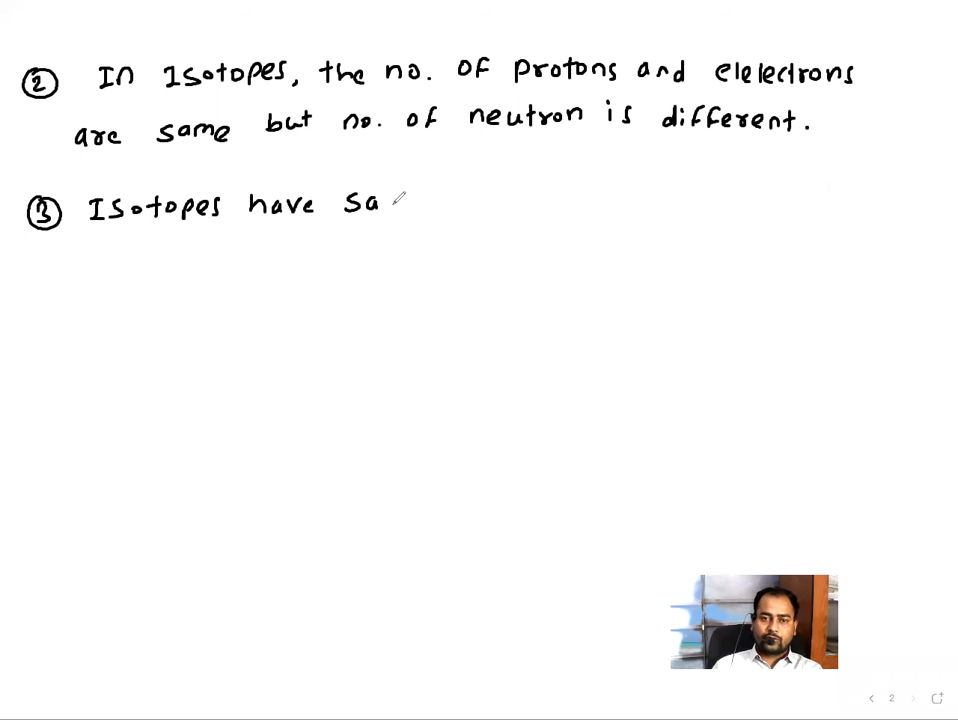 ② In Isotopes, the no. of protons and elelectrons
are same but no. of neutron is different.
③ Isotopes have sa
2